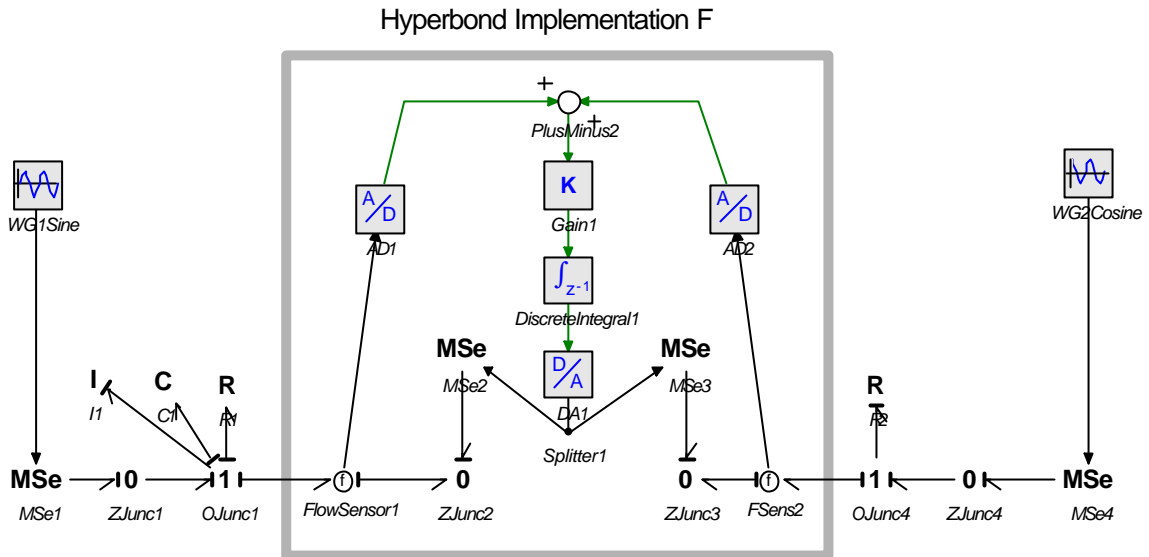 Hyperbond Implementation F
+
+
PlusMinus2
WG1Sine
A/D
AD1
K
Gain1
A/D
AD2
WG2Cosine
∫z-1
DiscreteIntegral1
MSe
MSe2
D/A
DA1
MSe
MSe3
I
I1
C
C1
R
R1
R
R2
Splitter1
MSe
MSe1
0
ZJunc1
1
OJunc1
f
FlowSensor1
0
ZJunc2
0
ZJunc3
f
FSens2
1
OJunc4
0
ZJunc4
MSe
MSe4